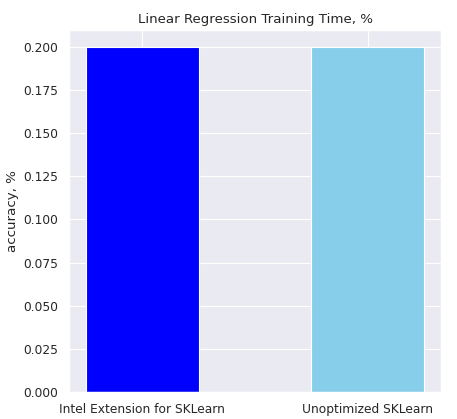 Linear Regression Training Time, %
accuracy, %
0.200
0.175
0.150
0.125
0.100
0.075
0.050
0.025
0.000
Intel Extension for SKLearn
Unoptimized SKLearn